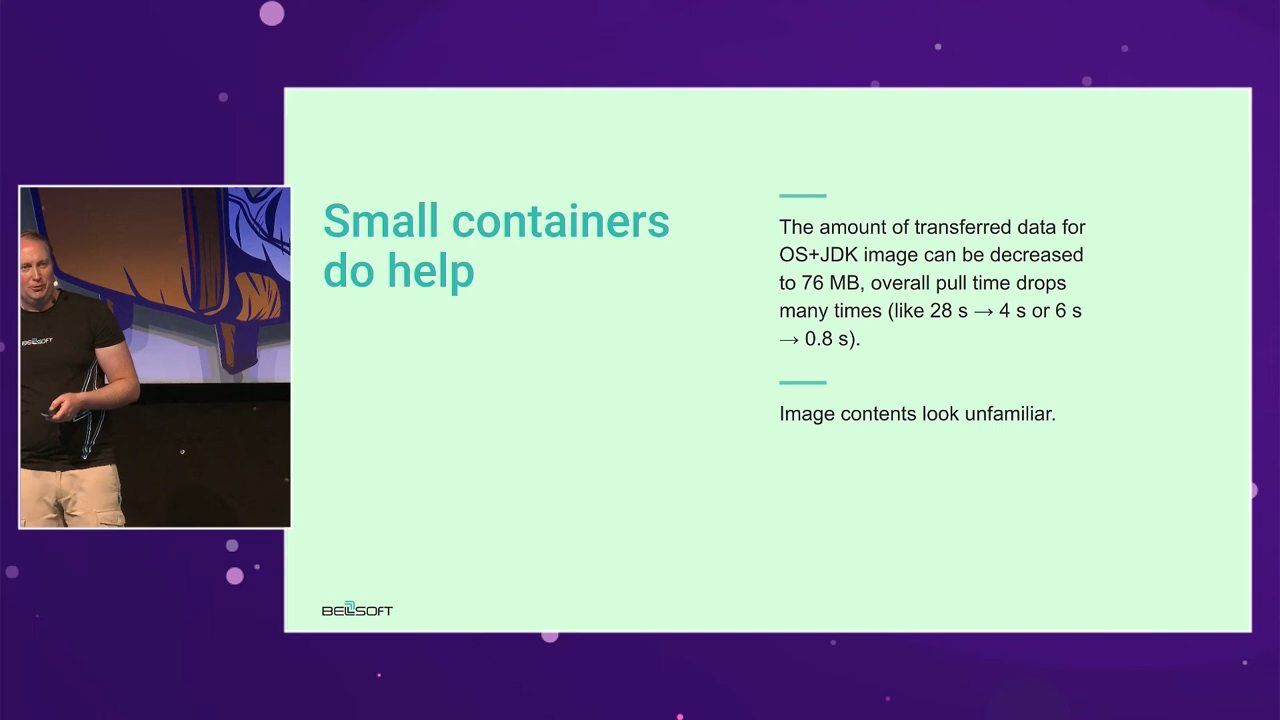 Small containers
do help
The amount of transferred data for
OS+JDK image can be decreased
to 76 MB, overall pull time drops
many times (like 28 s → 4 s or 6 s
→ 0.8 s).
Image contents look unfamiliar.
BELLSOFT
BELLSOFT